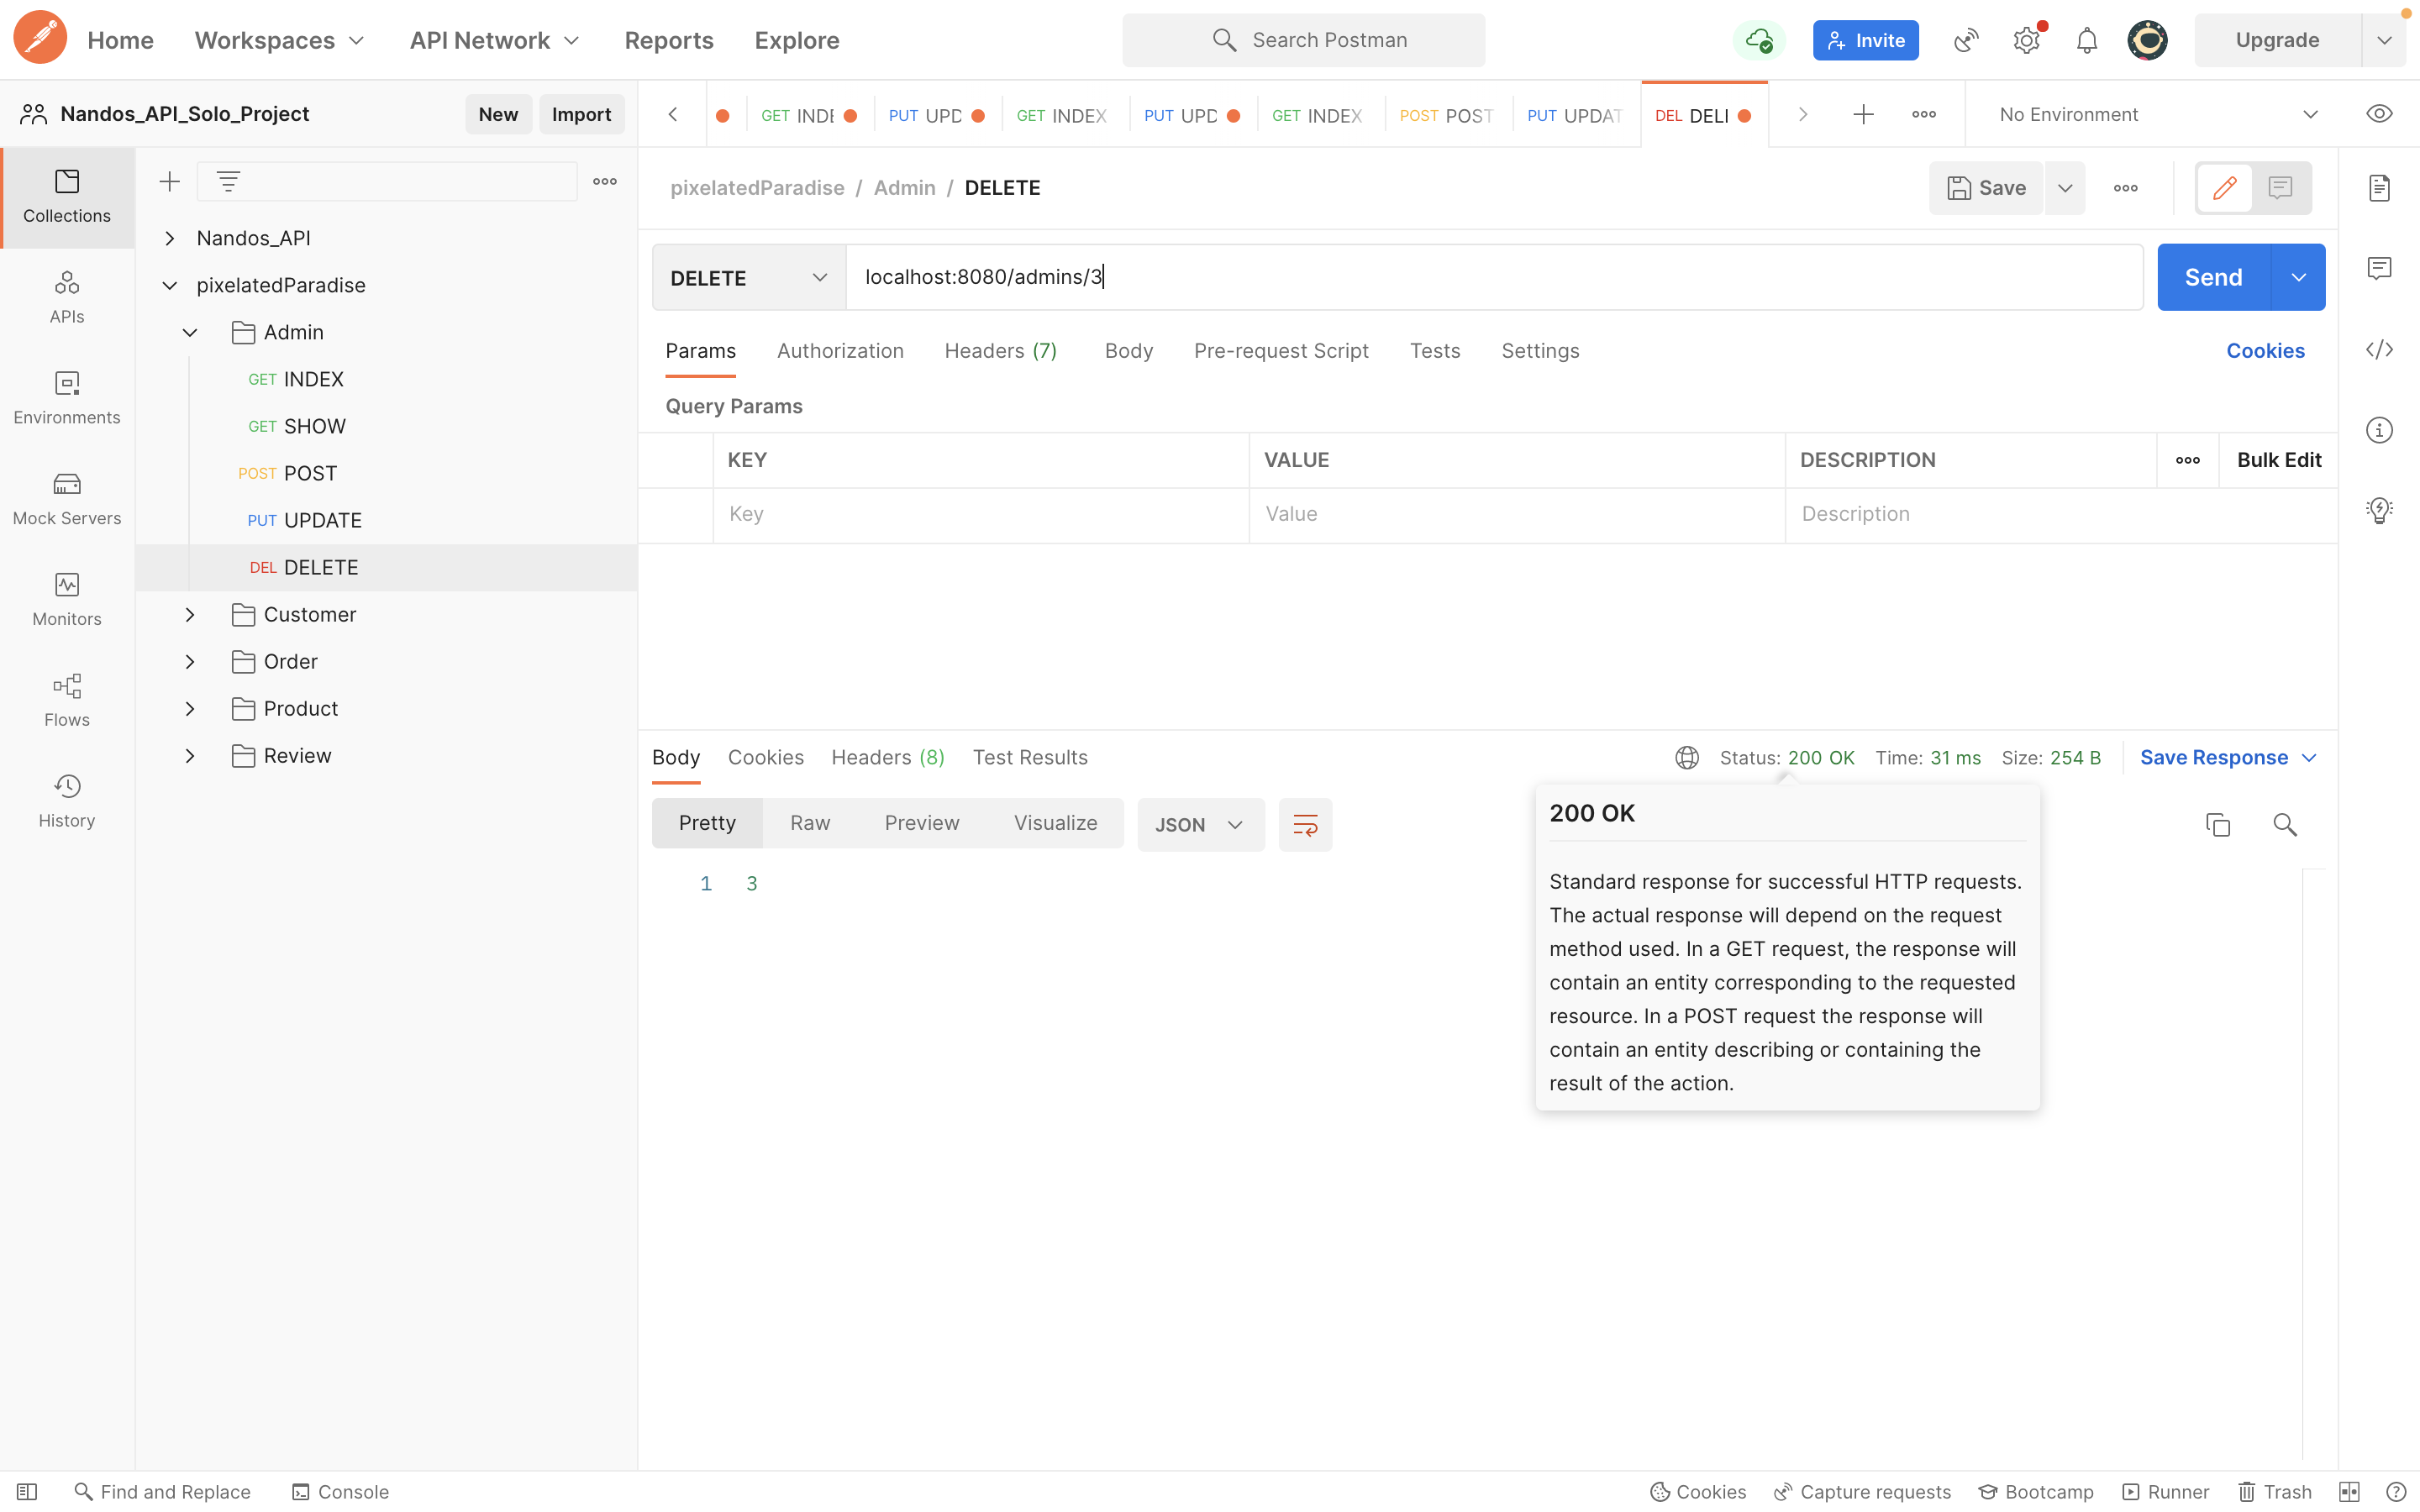 Home Workspaces API Network Reports Explore Search Postman Invite Upgrade
Nandos_API_Solo_Project New Import GET INDE PUT UPD GET INDEX PUT UPD GET INDEX POST POST PUT UPDAT DEL DELI No Environment
Collections
APIs
Environments
Mock Servers
Monitors
Flows
History
Nandos_API
pixelatedParadise
Admin
GET INDEX
GET SHOW
POST POST
PUT UPDATE
DEL DELETE
Customer
Order
Product
Review
pixelatedParadise / Admin / DELETE Save
DELETE localhost:8080/admins/3 Send
Params Authorization Headers (7) Body Pre-request Script Tests Settings Cookies
Query Params
KEY VALUE DESCRIPTION Bulk Edit
Key Value Description
Body Cookies Headers (8) Test Results Status: 200 OK Time: 31 ms Size: 254 B Save Response
Pretty Raw Preview Visualize JSON
1 3
200 OK
Standard response for successful HTTP requests.
The actual response will depend on the request
method used. In a GET request, the response will
contain an entity corresponding to the requested
resource. In a POST request the response will
contain an entity describing or containing the
result of the action.
Find and Replace Console Cookies Capture requests Bootcamp Runner Trash